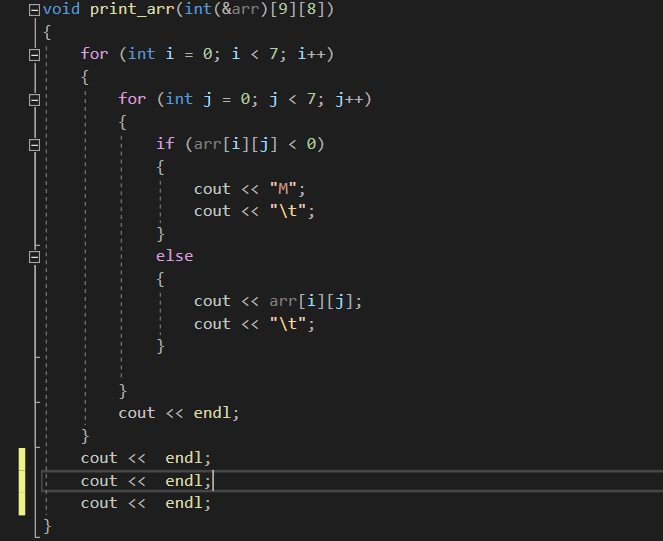 void print_arr(int(&arr)[9][8])
{
    for (int i = 0; i < 7; i++)
    {
        for (int j = 0; j < 7; j++)
        {
            if (arr[i][j] < 0)
            {
                cout << "M";
                cout << "\t";
            }
            else
            {
                cout << arr[i][j];
                cout << "\t";
            }

        }
        cout << endl;
    }
    cout <<  endl;
    cout <<  endl;
    cout <<  endl;
}